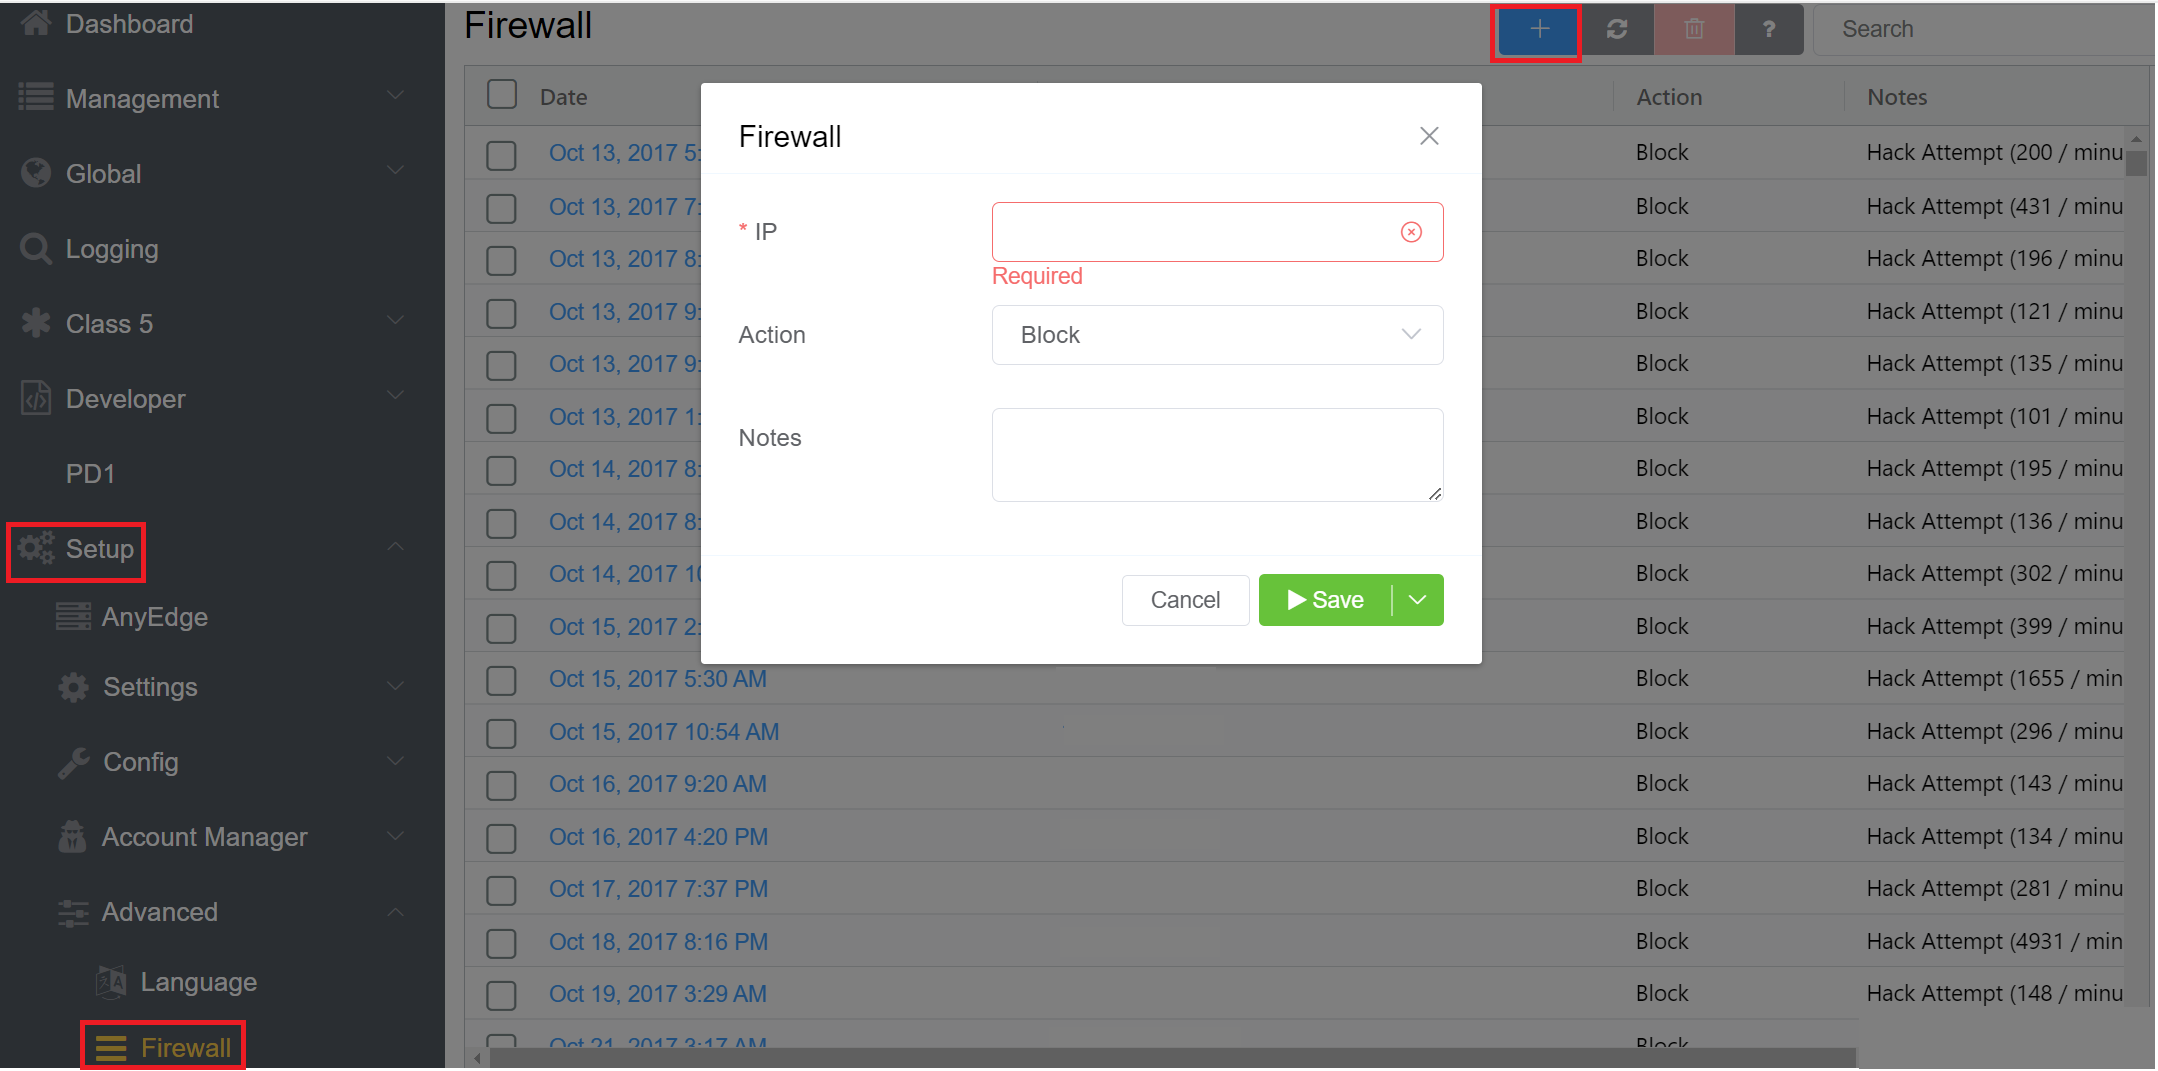 Dashboard
Management
Global
Logging
Class 5
Developer
PD1
Setup
AnyEdge
Settings
Config
Account Manager
Advanced
Language
Firewall
Firewall
?
Search
Date
Action
Notes
Oct 13, 2017 5:
Block
Hack Attempt (200 / minu
Oct 13, 2017 7:
Block
Hack Attempt (431 / minu
Oct 13, 2017 8:
Block
Hack Attempt (196 / minu
Oct 13, 2017 9:
Block
Hack Attempt (121 / minu
Oct 13, 2017 9:
Block
Hack Attempt (135 / minu
Oct 13, 2017 1:
Block
Hack Attempt (101 / minu
Oct 14, 2017 8:
Block
Hack Attempt (195 / minu
Oct 14, 2017 8:
Block
Hack Attempt (136 / minu
Oct 14, 2017 10
Block
Hack Attempt (302 / minu
Oct 15, 2017 2:
Block
Hack Attempt (399 / minu
Oct 15, 2017 5:30 AM
Block
Hack Attempt (1655 / min
Oct 15, 2017 10:54 AM
Block
Hack Attempt (296 / minu
Oct 16, 2017 9:20 AM
Block
Hack Attempt (143 / minu
Oct 16, 2017 4:20 PM
Block
Hack Attempt (134 / minu
Oct 17, 2017 7:37 PM
Block
Hack Attempt (281 / minu
Oct 18, 2017 8:16 PM
Block
Hack Attempt (4931 / min
Oct 19, 2017 3:29 AM
Block
Hack Attempt (148 / minu
Oct 21, 2017 3:17 AM
Block
Firewall
* IP
Required
Action
Block
Notes
Cancel
Save